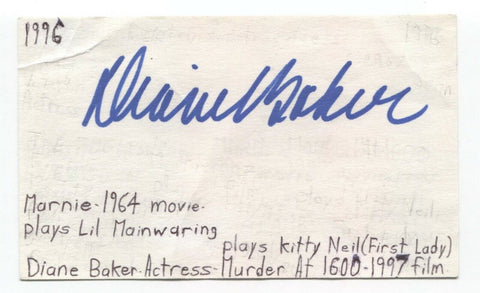 1996
Diane Baker
Marnie-1964 movie-
plays Lil Mainwaring
plays kitty Neil(First Lady)
Diane Baker-Actress-Murder At 1600-1997 film.